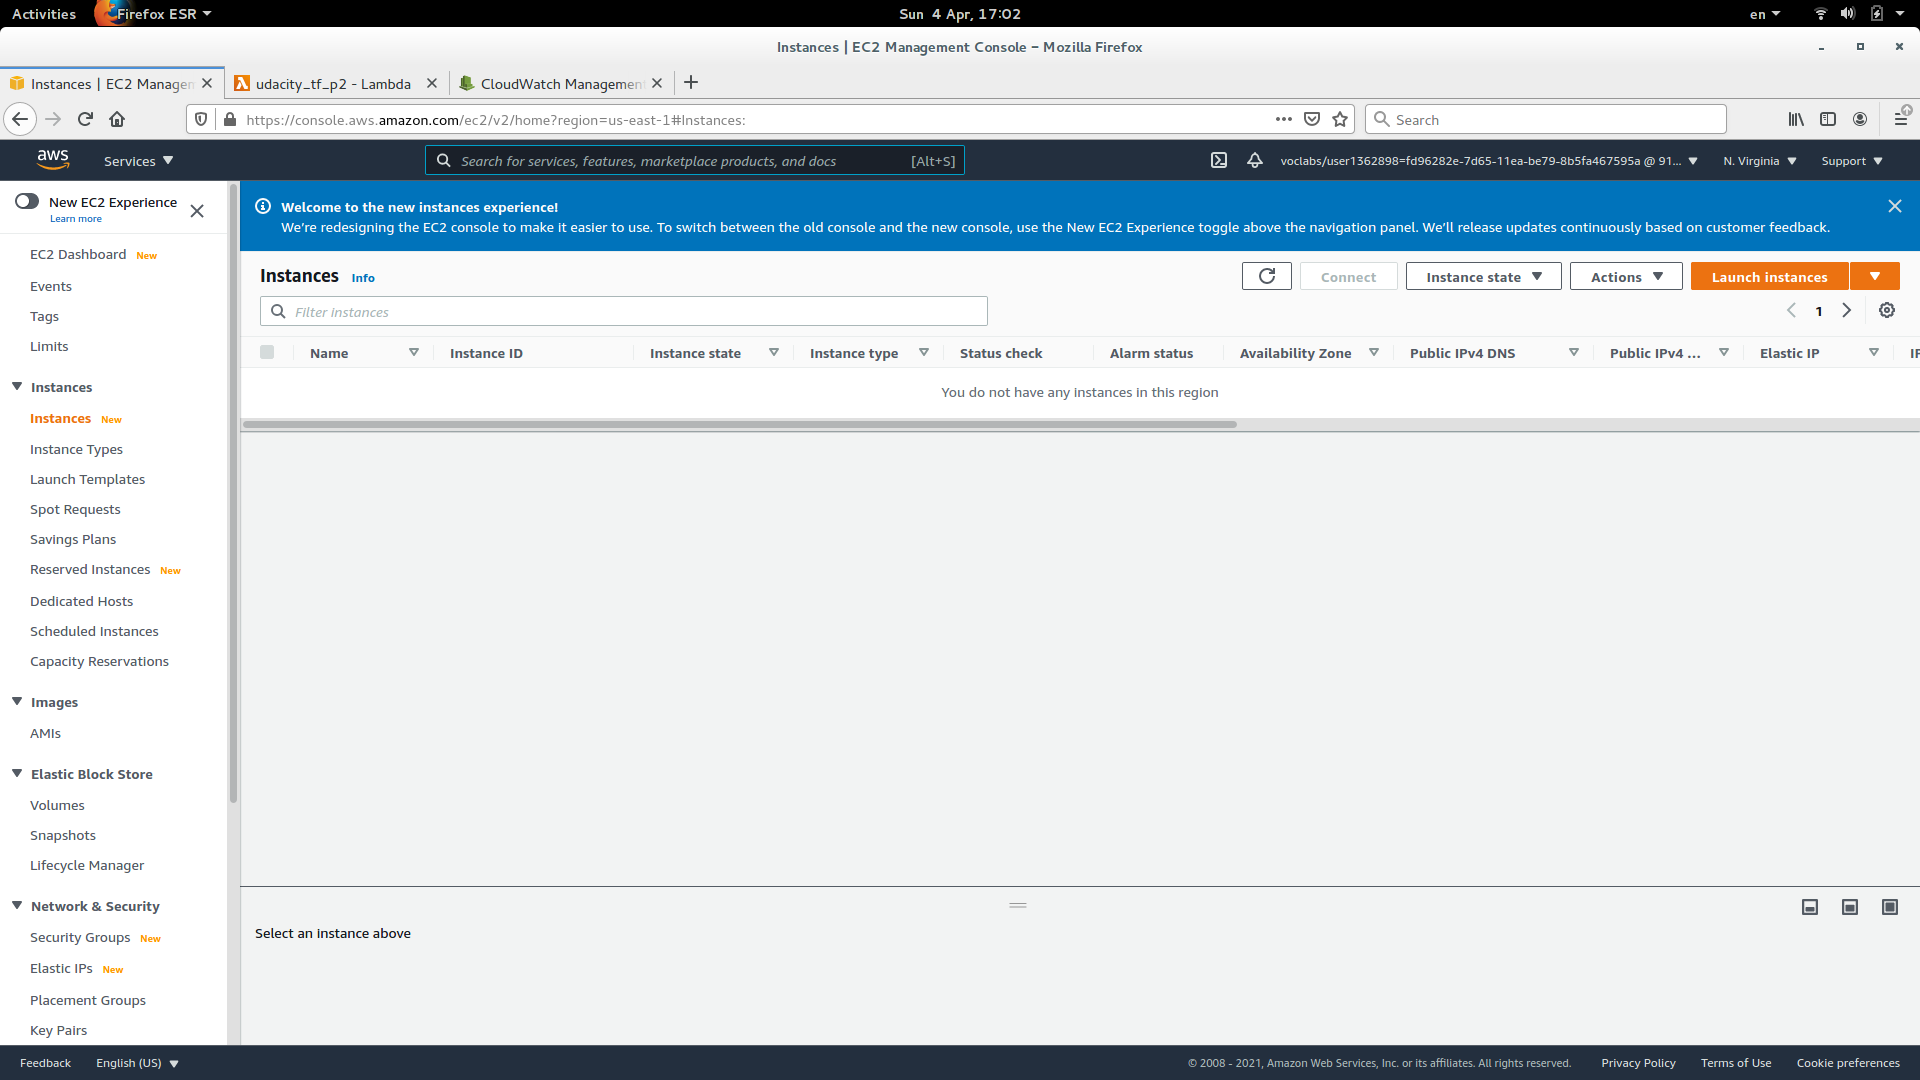 Activities
Firefox ESR
Sun 4 Apr, 17:02
en
Instances | EC2 Management Console – Mozilla Firefox
Instances | EC2 Manager
udacity_tf_p2 - Lambda
CloudWatch Management
https://console.aws.amazon.com/ec2/v2/home?region=us-east-1#Instances:
Search
aws
Services
Search for services, features, marketplace products, and docs
[Alt+S]
voclabs/user1362898=fd96282e-7d65-11ea-be79-8b5fa467595a @ 91...
N. Virginia
Support
New EC2 Experience
Learn more
EC2 Dashboard New
Events
Tags
Limits
Instances
Instances New
Instance Types
Launch Templates
Spot Requests
Savings Plans
Reserved Instances New
Dedicated Hosts
Scheduled Instances
Capacity Reservations
Images
AMIs
Elastic Block Store
Volumes
Snapshots
Lifecycle Manager
Network & Security
Security Groups New
Elastic IPs New
Placement Groups
Key Pairs
Welcome to the new instances experience!
We're redesigning the EC2 console to make it easier to use. To switch between the old console and the new console, use the New EC2 Experience toggle above the navigation panel. We'll release updates continuously based on customer feedback.
Instances Info
Connect
Instance state
Actions
Launch instances
Filter instances
1
Name
Instance ID
Instance state
Instance type
Status check
Alarm status
Availability Zone
Public IPv4 DNS
Public IPv4 ...
Elastic IP
You do not have any instances in this region
Select an instance above
Feedback
English (US)
© 2008 - 2021, Amazon Web Services, Inc. or its affiliates. All rights reserved.
Privacy Policy
Terms of Use
Cookie preferences